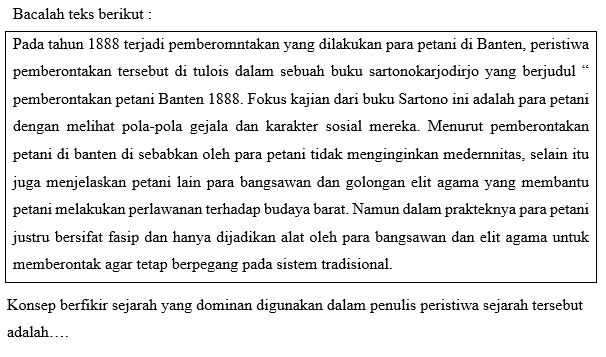 Bacalah teks berikut :
Pada tahun 1888 terjadi pemberomntakan yang dilakukan para petani di Banten, peristiwa
pemberontakan tersebut di tulois dalam sebuah buku sartonokarjodirjo yang berjudul “
pemberontakan petani Banten 1888. Fokus kajian dari buku Sartono ini adalah para petani
dengan melihat pola-pola gejala dan karakter sosial mereka. Menurut pemberontakan
petani di banten di sebabkan oleh para petani tidak menginginkan medernnitas, selain itu
juga menjelaskan petani lain para bangsawan dan golongan elit agama yang membantu
petani melakukan perlawanan terhadap budaya barat. Namun dalam prakteknya para petani
justru bersifat fasip dan hanya dijadikan alat oleh para bangsawan dan elit agama untuk
memberontak agar tetap berpegang pada sistem tradisional.
Konsep berfikir sejarah yang dominan digunakan dalam penulis peristiwa sejarah tersebut
adalah….